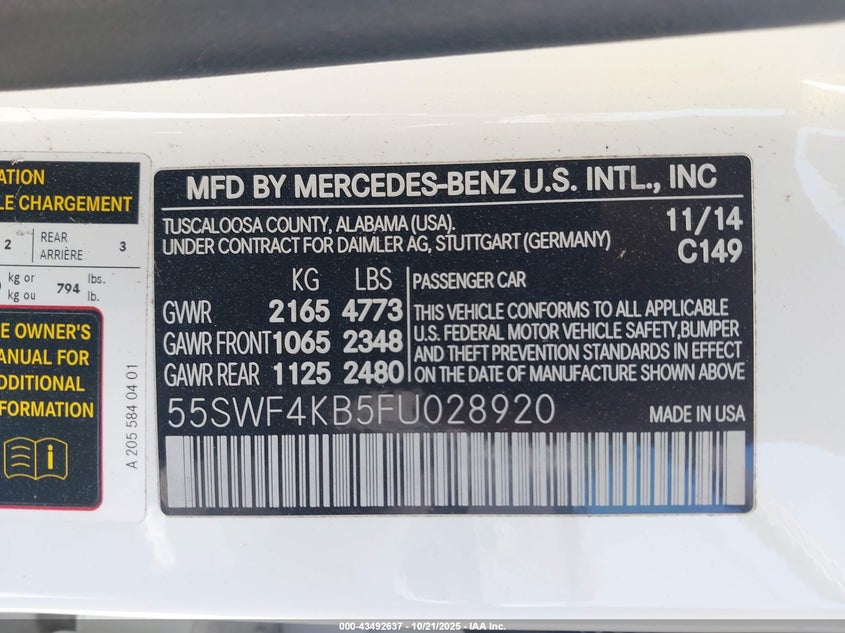 ATION
LE CHARGEMENT
2 REAR ARRIÈRE 3
kg or kg ou 794 lbs. lb.
E OWNER'S
ANUAL FOR
DDITIONAL
FORMATION
A 205 584 04 01
MFD BY MERCEDES-BENZ U.S. INTL., INC
TUSCALOOSA COUNTY, ALABAMA (USA). 11/14
UNDER CONTRACT FOR DAIMLER AG, STUTTGART (GERMANY) C149
KG LBS PASSENGER CAR
GWR 2165 4773 THIS VEHICLE CONFORMS TO ALL APPLICABLE
GAWR FRONT 1065 2348 U.S. FEDERAL MOTOR VEHICLE SAFETY,BUMPER
AND THEFT PREVENTION STANDARDS IN EFFECT
GAWR REAR 1125 2480 ON THE DATE OF MANUFACTURE SHOWN ABOVE
55SWF4KB5FU028920 MADE IN USA
000-43492637 - 10/21/2025 - IAA Inc.